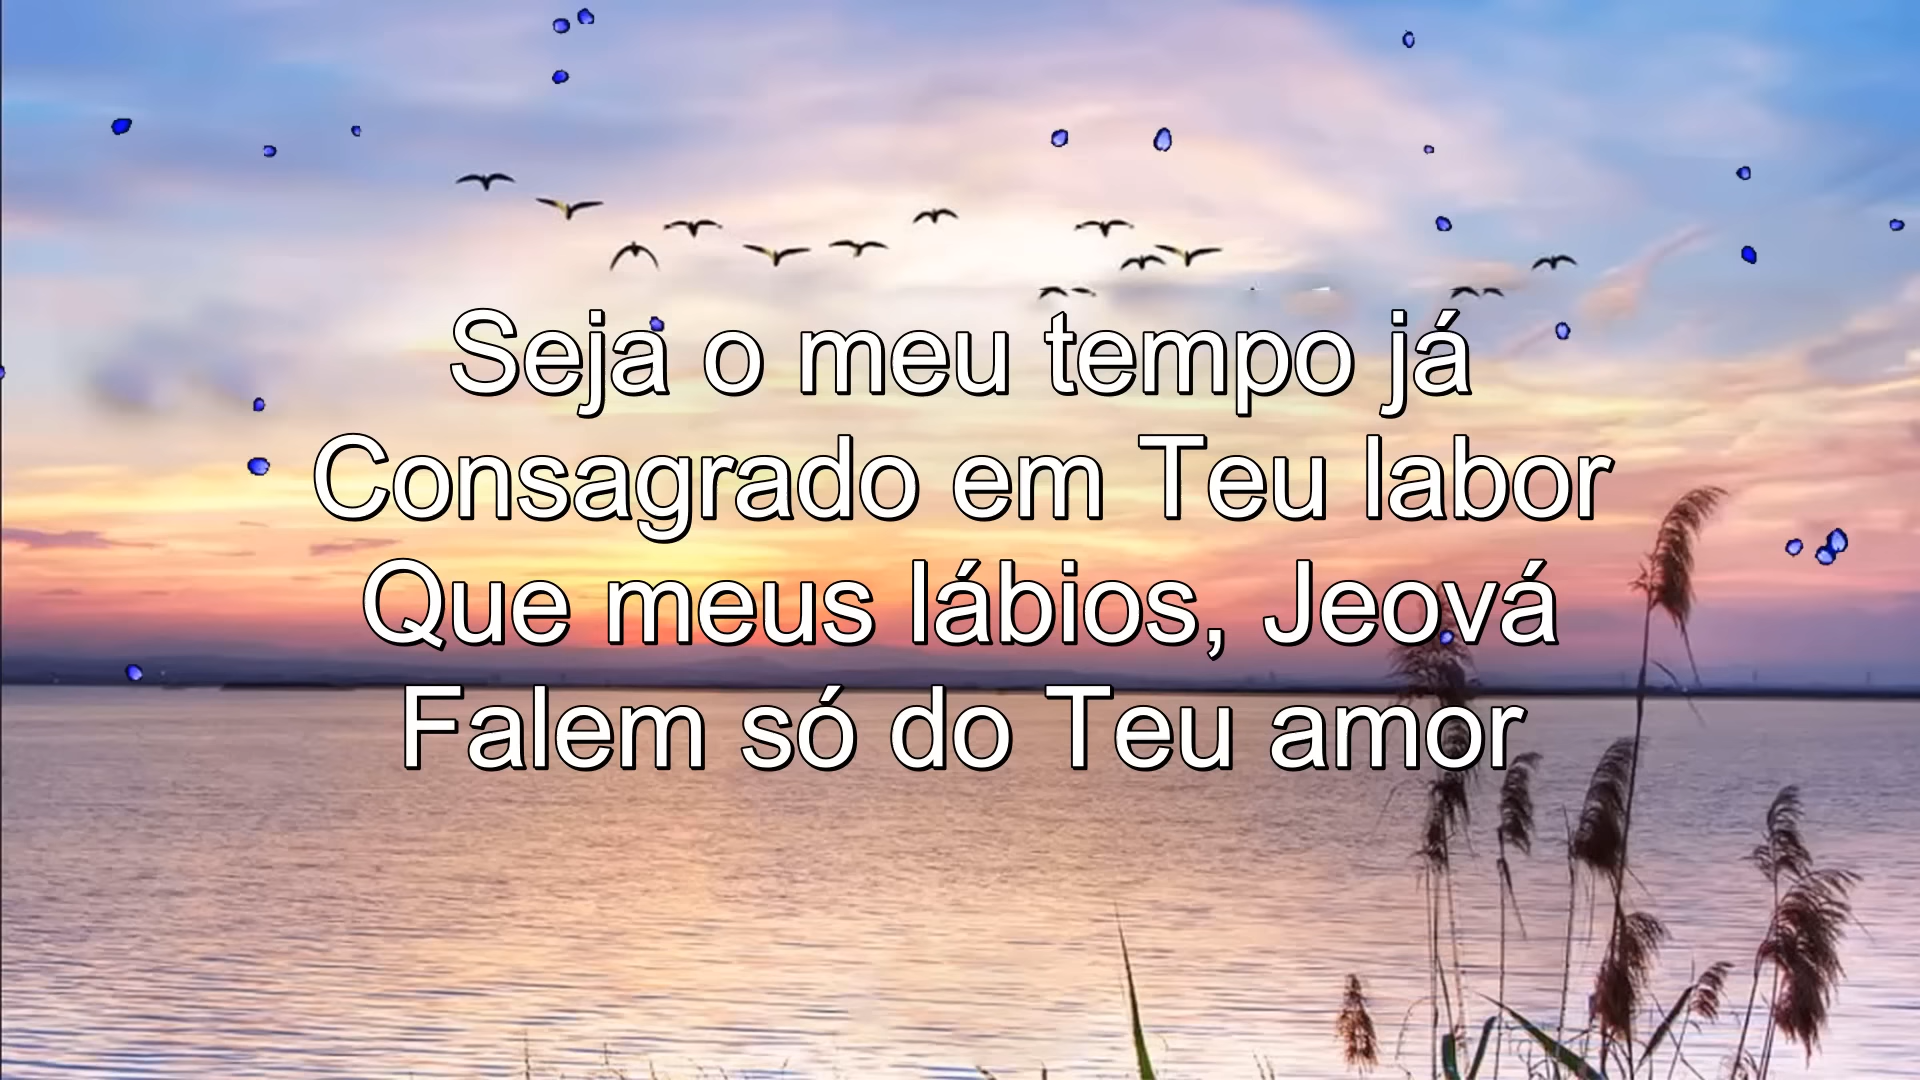 Seja o meu tempo já
Consagrado em Teu labor
Que meus lábios, Jeová
Falem só do Teu amor